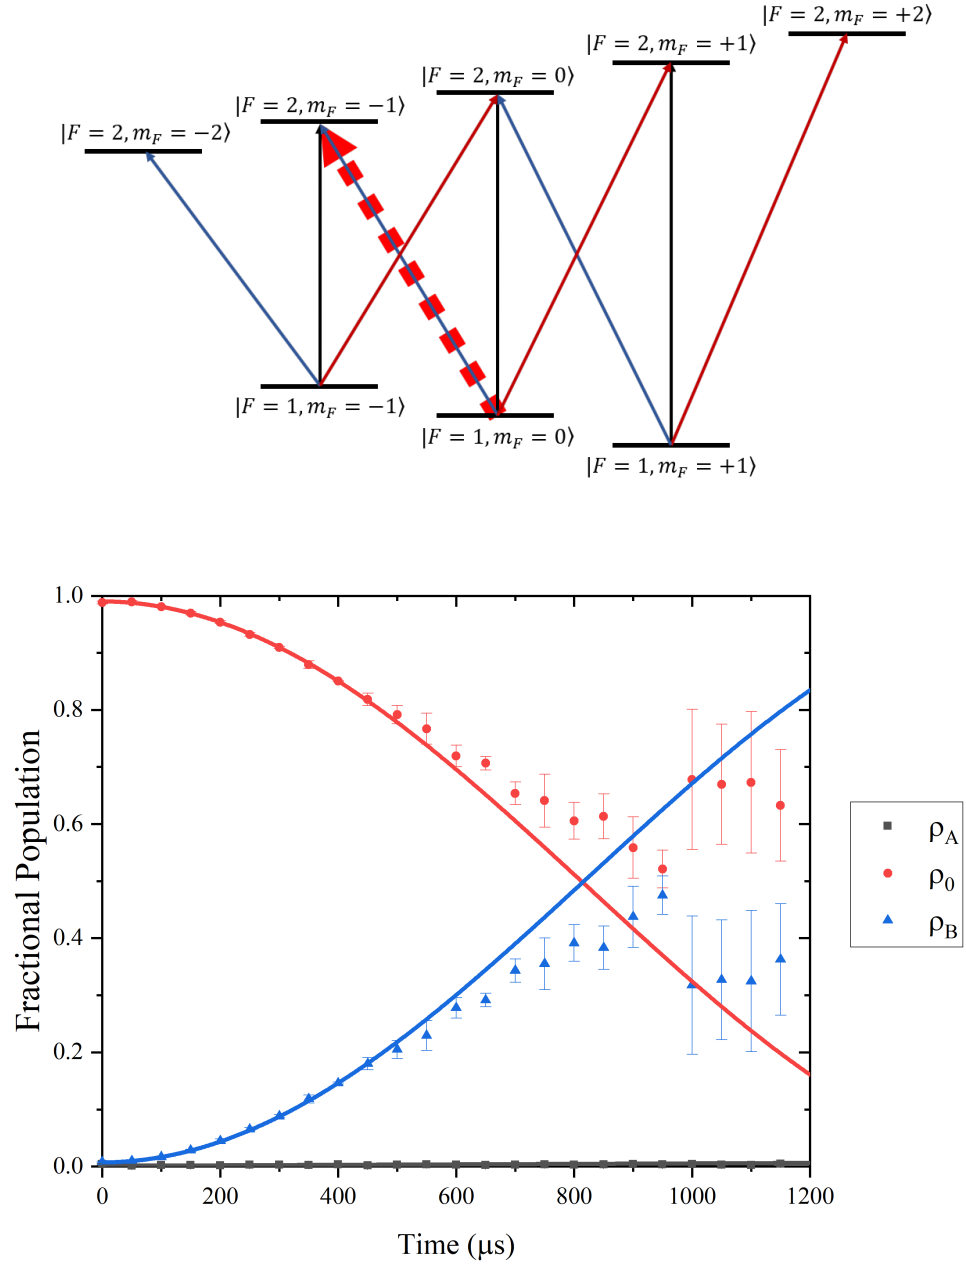 |F = 2, m_F = +2⟩
|F = 2, m_F = +1⟩
|F = 2, m_F = 0⟩
|F = 2, m_F = −1⟩
|F = 2, m_F = −2⟩
|F = 1, m_F = −1⟩
|F = 1, m_F = 0⟩
|F = 1, m_F = +1⟩
1.0
0.8
0.6
0.4
0.2
0.0
Fractional Population
0 200 400 600 800 1000 1200
Time (μs)
ρ_A
ρ_0
ρ_B